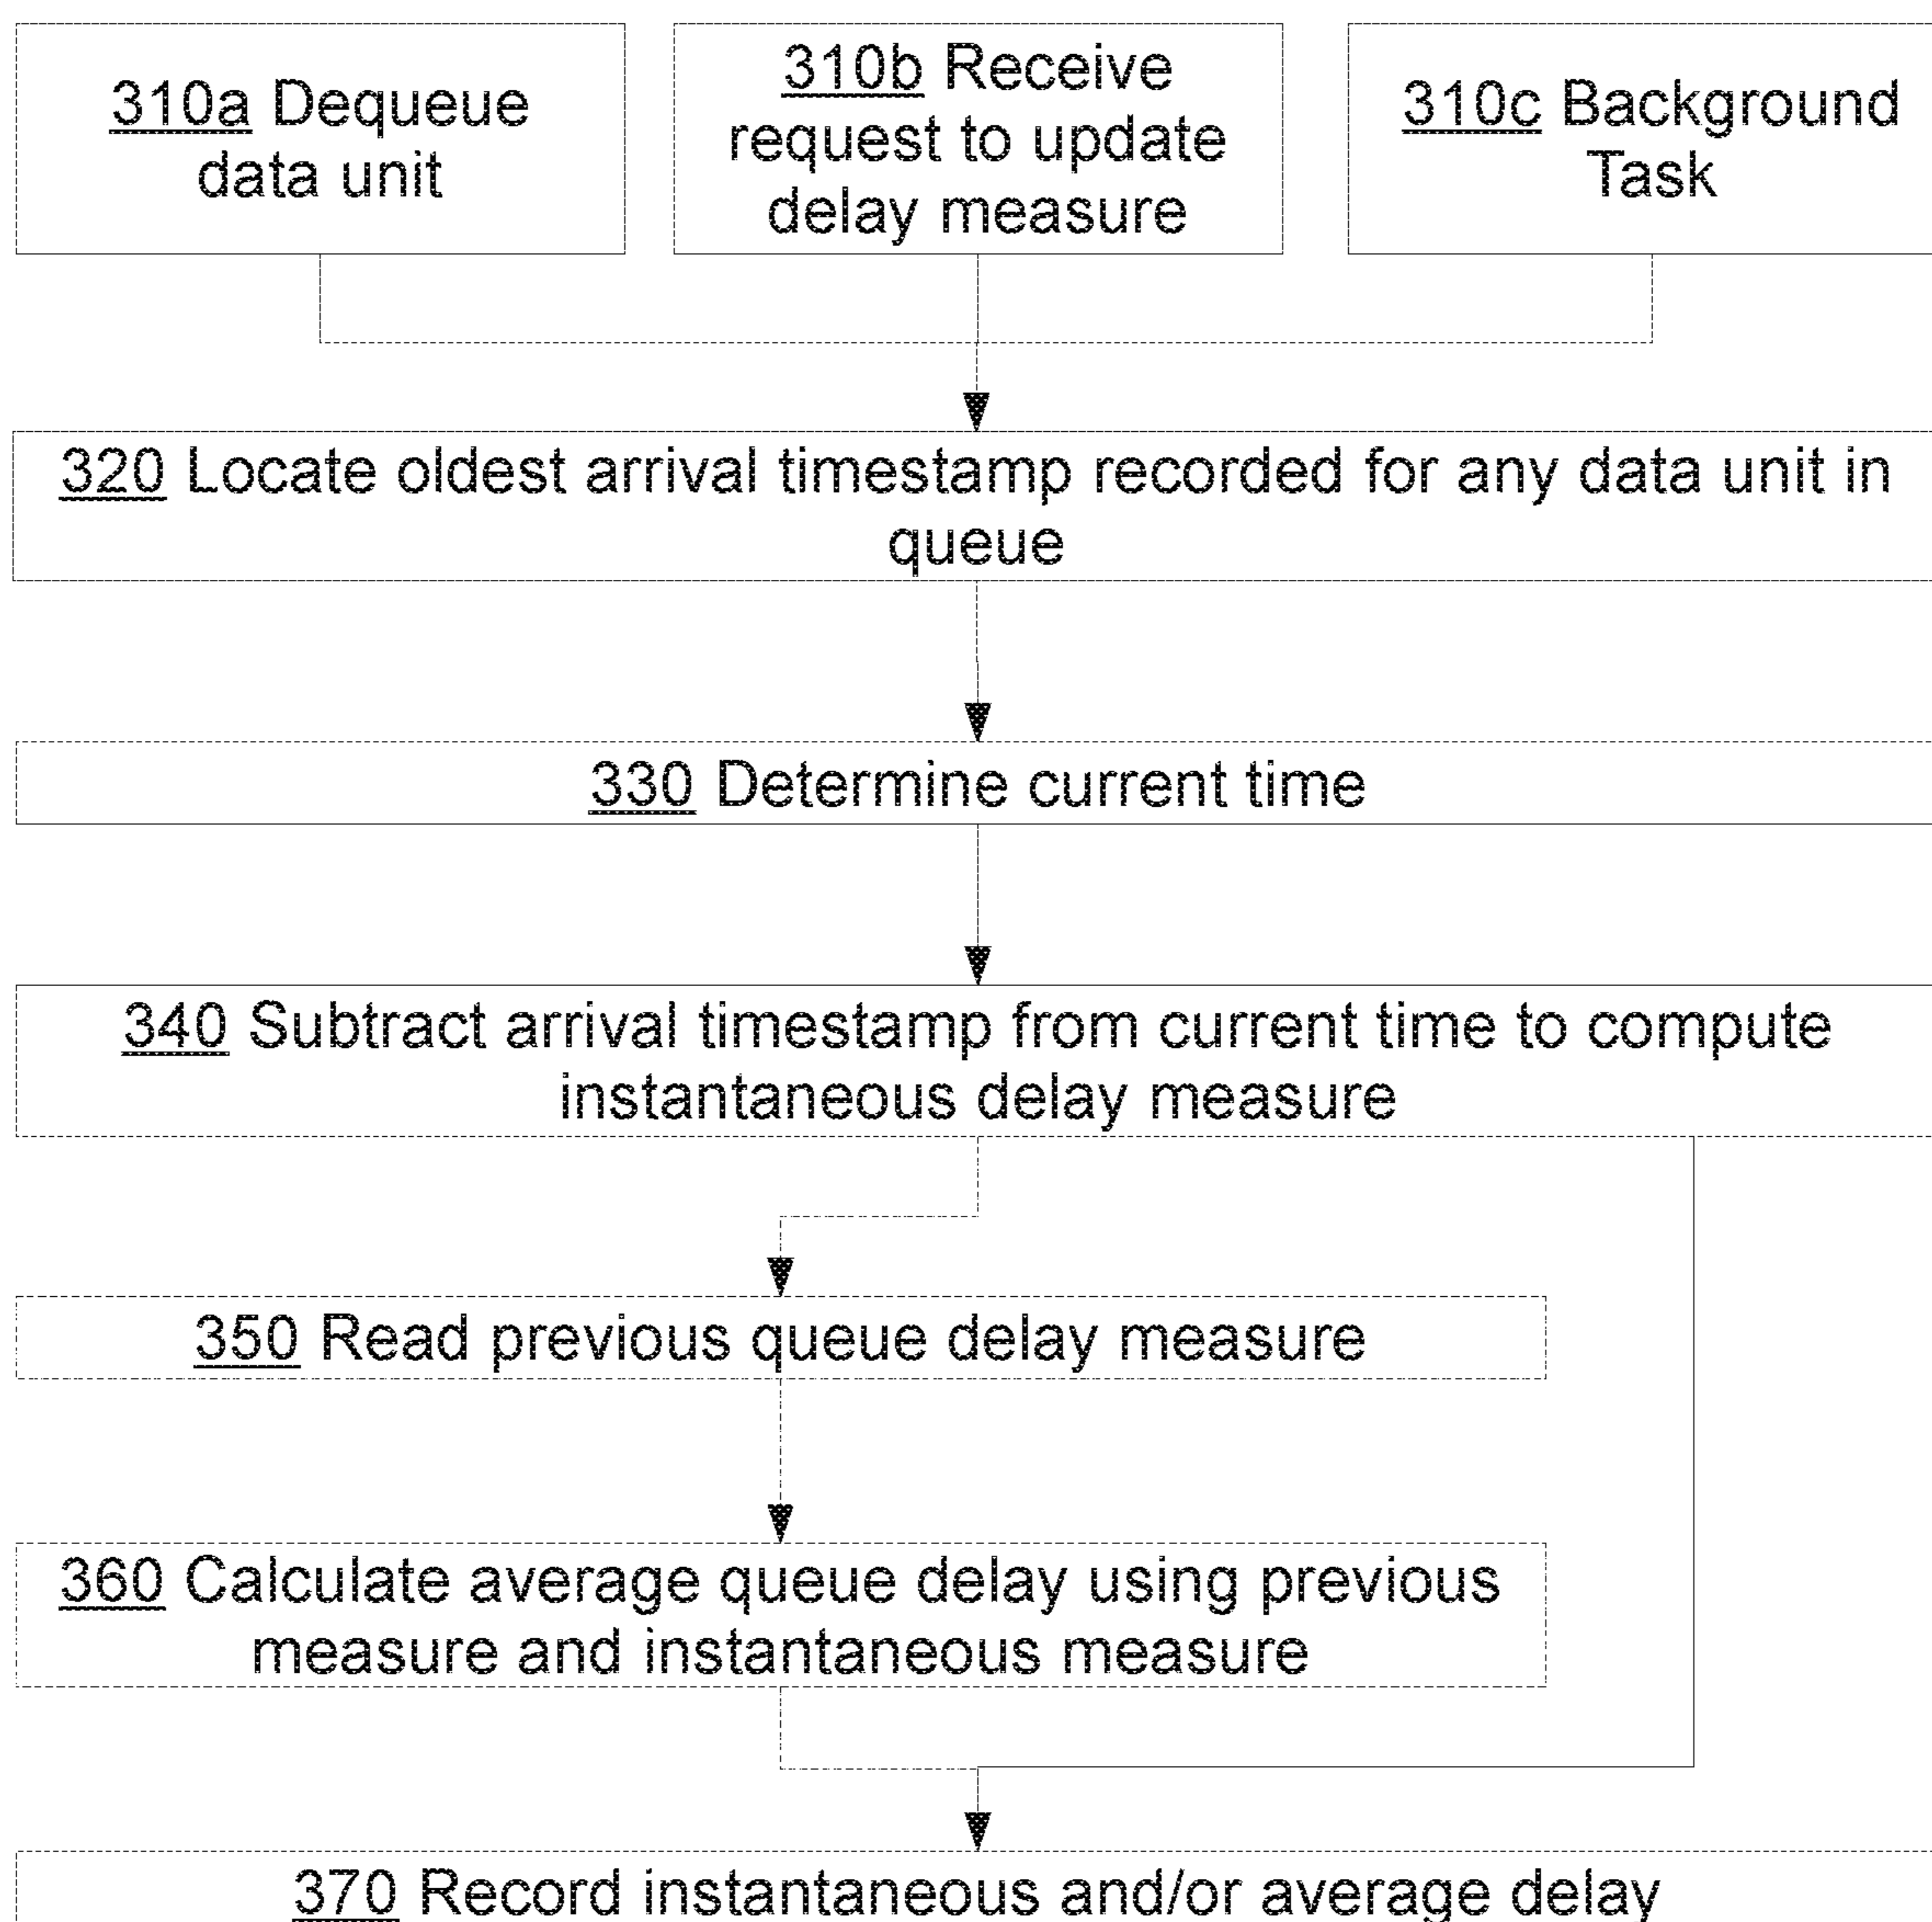 310a Dequeue
data unit
310b Receive
request to update
delay measure
310c Background
Task
320 Locate oldest arrival timestamp recorded for any data unit in
queue
330 Determine current time
340 Subtract arrival timestamp from current time to compute
instantaneous delay measure
350 Read previous queue delay measure
360 Calculate average queue delay using previous
measure and instantaneous measure
370 Record instantaneous and/or average delay